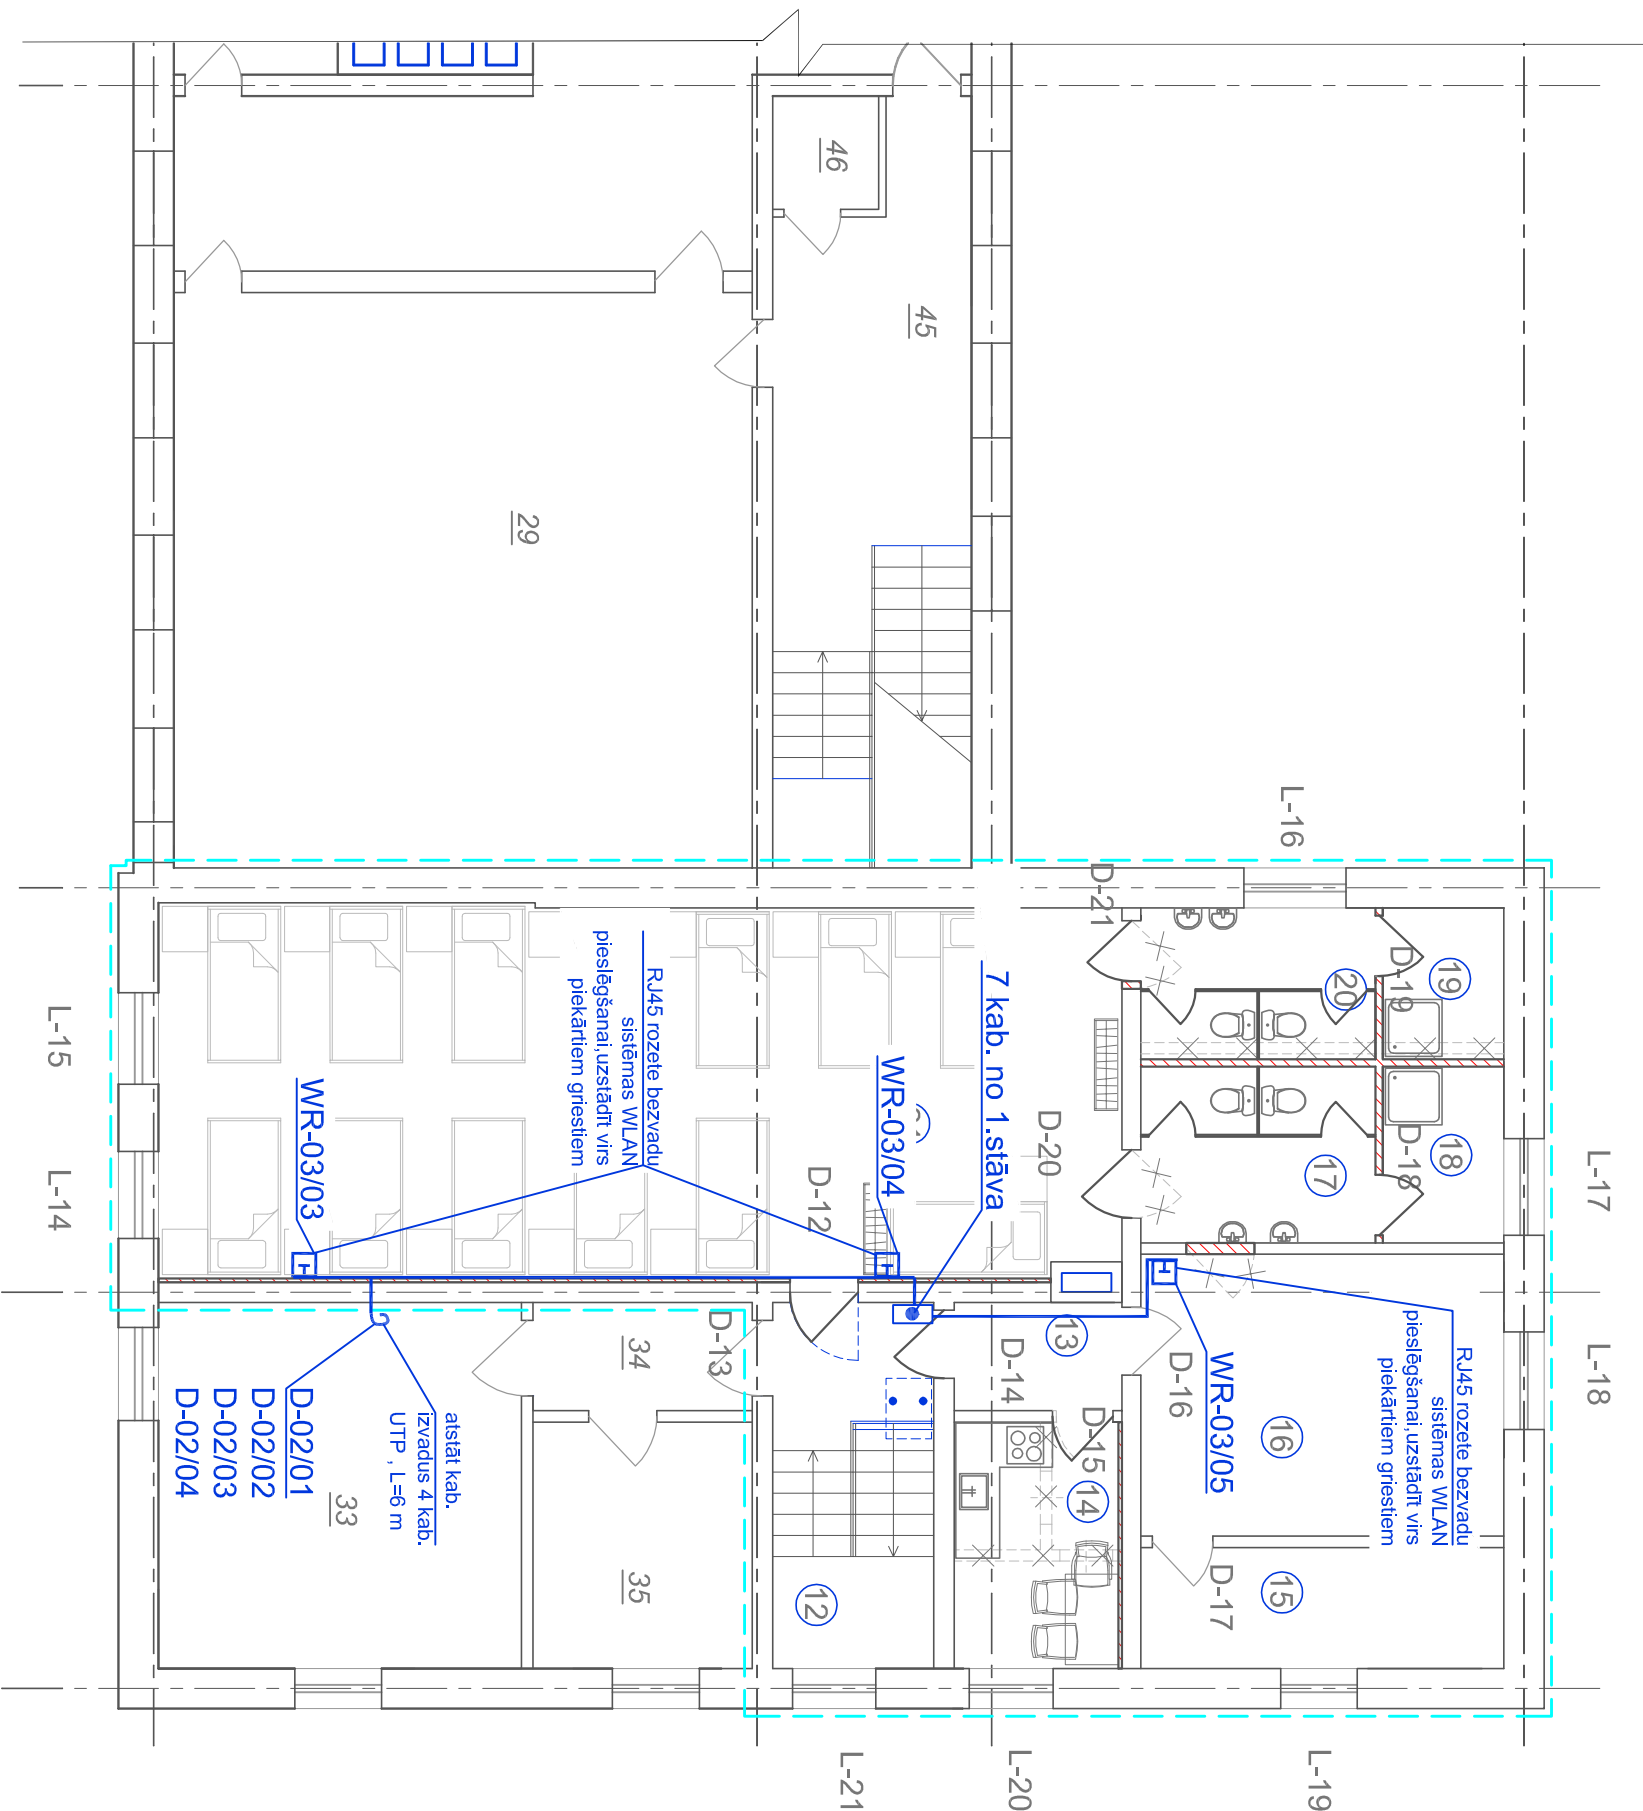 46
45
29
L-16
D-21
19
D-19
20
7 kab. no 1.stāva
RJ45 rozete bezvadu
sistēmas WLAN
pieslēgšanai,uzstādīt virs
piekārtiem griestiem
WR-03/04
WR-03/03
L-15
L-14
D-12
D-20
17
D-18
18
L-17
L-18
RJ45 rozete bezvadu
sistēmas WLAN
pieslēgšanai,uzstādīt virs
piekārtiem griestiem
WR-03/05
D-16
13
D-14
D-15
14
16
15
D-17
D-13
34
35
33
12
atstāt kab.
izvadus 4 kab.
UTP , L=6 m
D-02/01
D-02/02
D-02/03
D-02/04
L-21
L-20
L-19